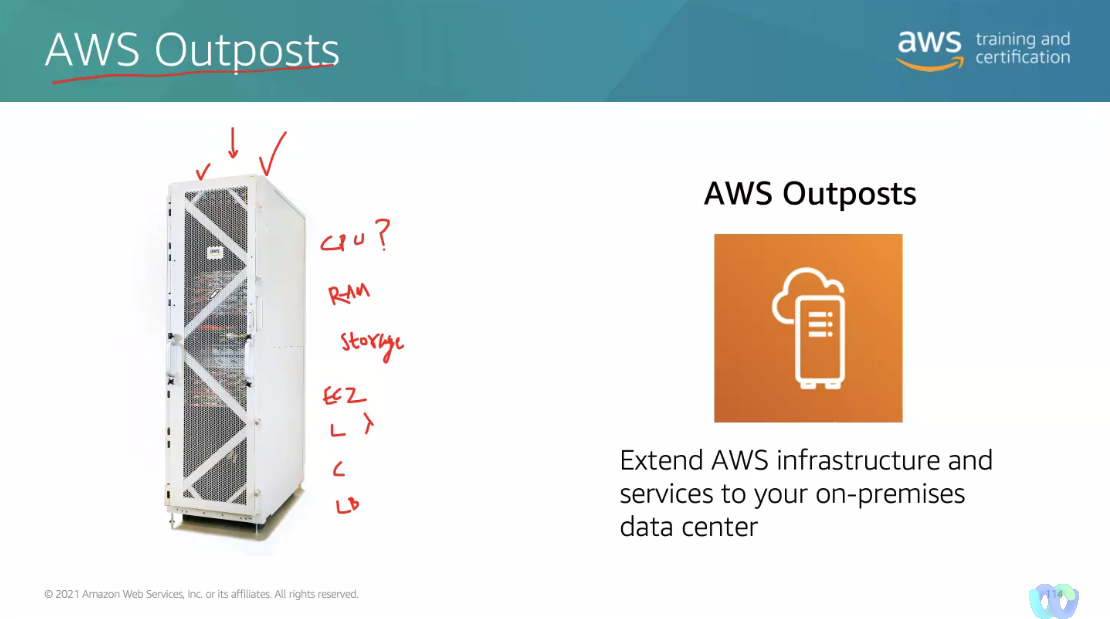 AWS Outposts
aws training and certification
CPU?
RAM
Storage
EC2
L λ
C
LB
aws
AWS Outposts
Extend AWS infrastructure and
services to your on-premises
data center
© 2021 Amazon Web Services, Inc. or its affiliates. All rights reserved.
114